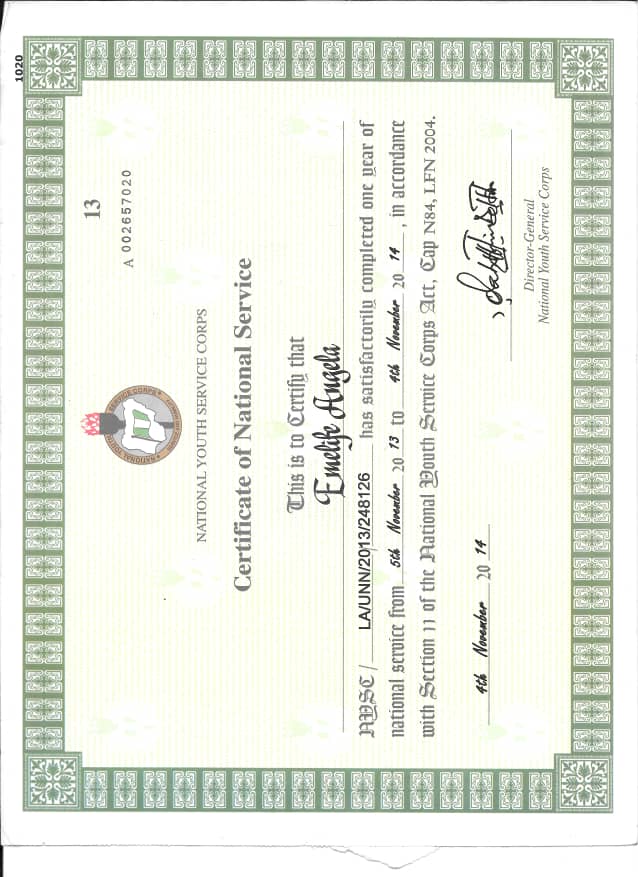 1020
13
A 002657020
NATIONAL YOUTH SERVICE CORPS
Certificate of National Service
This is to Certify that
Emelife Angela
NYSC / LA/UNN/2013/248126 has satisfactorily completed one year of
national service from 5th November 20 13 to 4th November 20 14, in accordance
with Section 11 of the National Youth Service Corps Act, Cap N84, LFN 2004.
4th November 20 14
Director-General
National Youth Service Corps